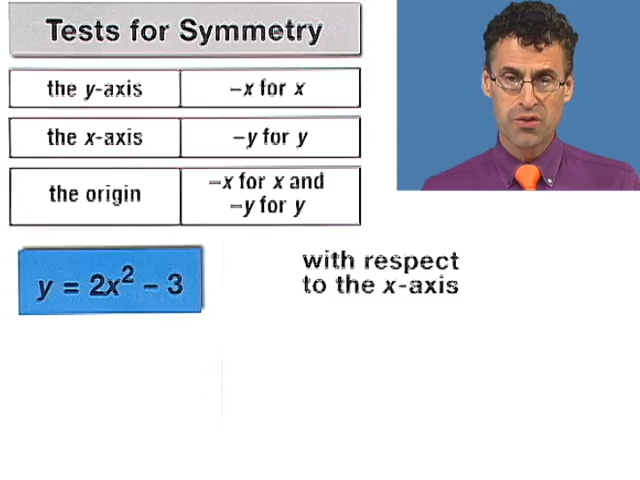 Tests for Symmetry
the y-axis
–x for x
the x-axis
–y for y
the origin
–x for x and
–y for y
y = 2x² – 3
with respect
to the x-axis